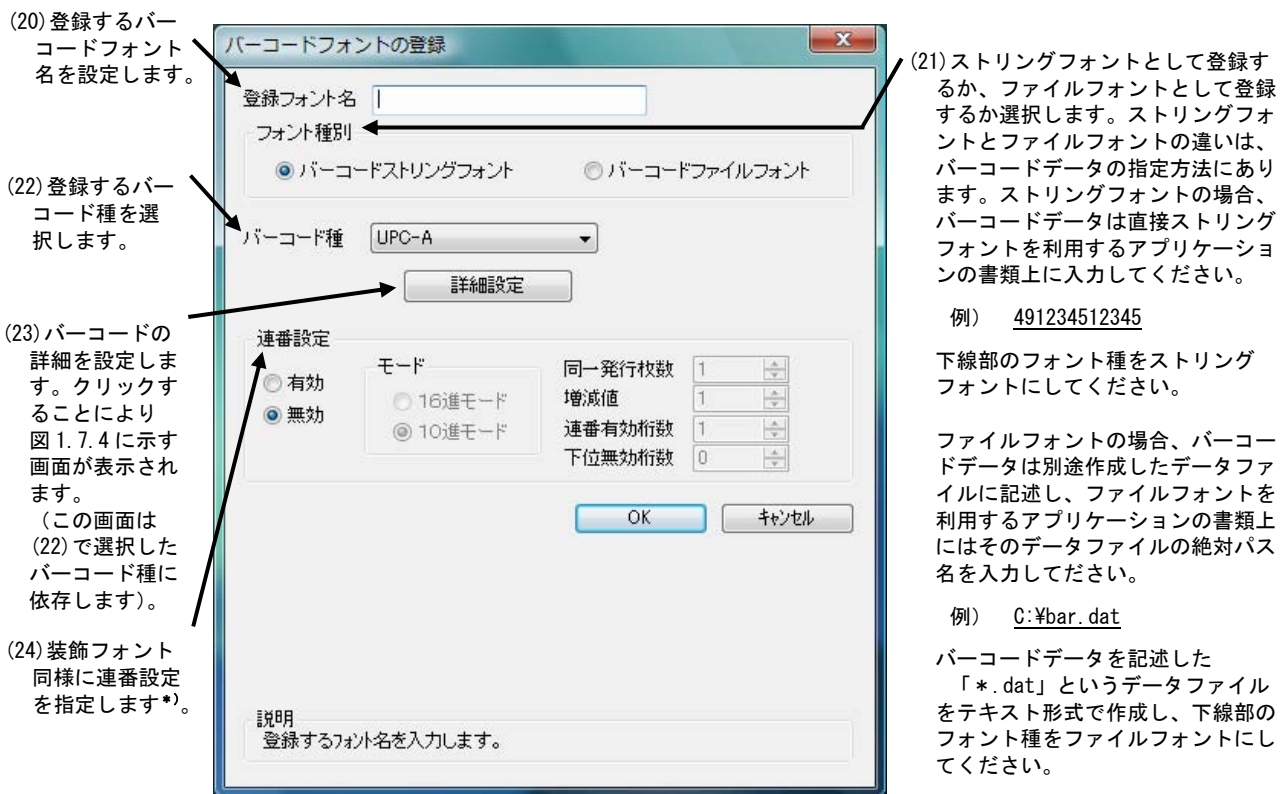 (20)登録するバー
コードフォント
名を設定します。
(22)登録するバー
コード種を選
択します。
(23)バーコードの
詳細を設定しま
す。クリックす
ることにより
図1.7.4に示す
画面が表示され
ます。
（この画面は
(22)で選択した
バーコード種に
依存します）。
(24)装飾フォント
同様に連番設定
を指定します*)。
バーコードフォントの登録
登録フォント名
フォント種別
バーコードストリングフォント バーコードファイルフォント
バーコード種 UPC-A
詳細設定
連番設定
有効
無効
モード
16進モード
10進モード
同一発行枚数 1
増減値 1
連番有効桁数 1
下位無効桁数 0
OK キャンセル
説明
登録するフォント名を入力します。
(21)ストリングフォントとして登録す
るか、ファイルフォントとして登録
するか選択します。ストリングフォ
ントとファイルフォントの違いは、
バーコードデータの指定方法にあり
ます。ストリングフォントの場合、
バーコードデータは直接ストリング
フォントを利用するアプリケーショ
ンの書類上に入力してください。
例） 491234512345
下線部のフォント種をストリング
フォントにしてください。
ファイルフォントの場合、バーコー
ドデータは別途作成したデータファ
イルに記述し、ファイルフォントを
利用するアプリケーションの書類上
にはそのデータファイルの絶対パス
名を入力してださい。
例） C:¥bar.dat
バーコードデータを記述した
「*.dat」というデータファイル
をテキスト形式で作成し、下線部の
フォント種をファイルフォントにし
てください。